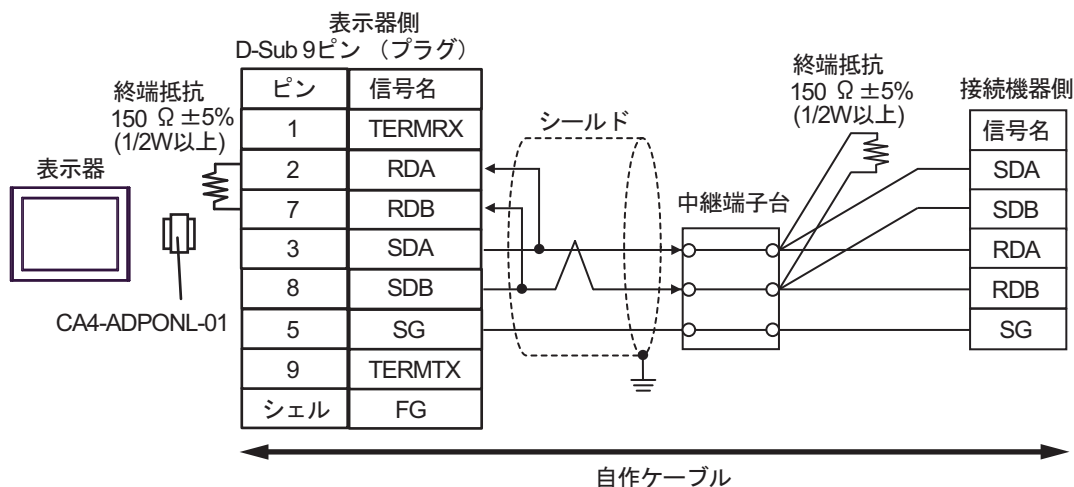 表示器側
D-Sub 9ピン （プラグ）
終端抵抗
150 Ω ±5%
(1/2W以上)
表示器
CA4-ADPONL-01
ピン 信号名
1 TERMRX
2 RDA
7 RDB
3 SDA
8 SDB
5 SG
9 TERMTX
シェル FG
シールド
中継端子台
終端抵抗
150 Ω ±5%
(1/2W以上)
接続機器側
信号名
SDA
SDB
RDA
RDB
SG
自作ケーブル